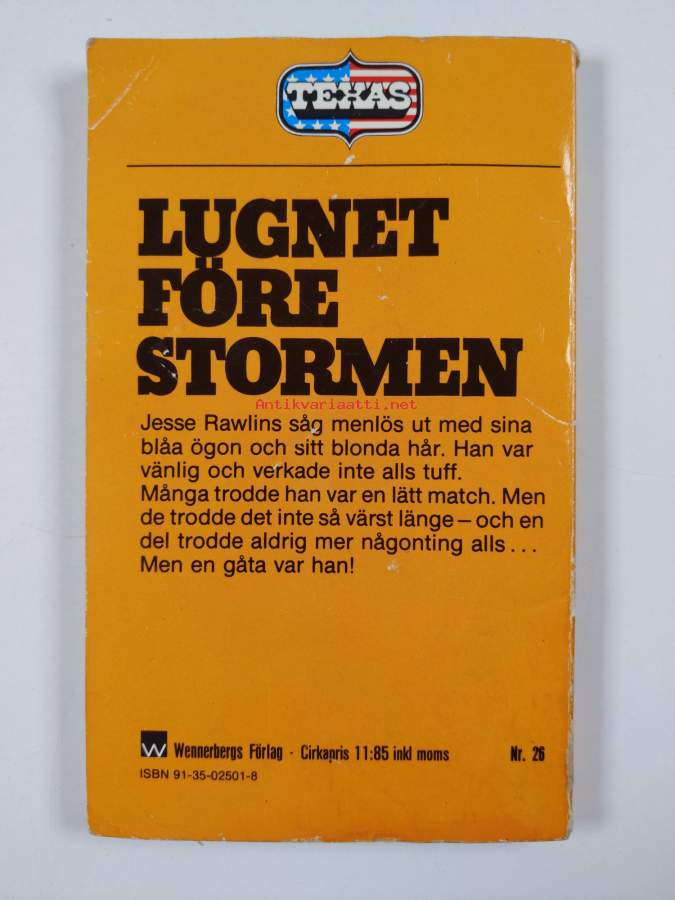 TEXAS
LUGNET
FÖRE
STORMEN
Antikvariaatti.net
Jesse Rawlins såg menlös ut med sina
blåa ögon och sitt blonda hår. Han var
vänlig och verkade inte alls tuff.
Många trodde han var en lätt match. Men
de trodde det inte så värst länge – och en
del trodde aldrig mer någonting alls ...
Men en gåta var han!
W Wennerbergs Förlag · Cirkapris 11:85 inkl moms Nr. 26
ISBN 91-35-02501-8